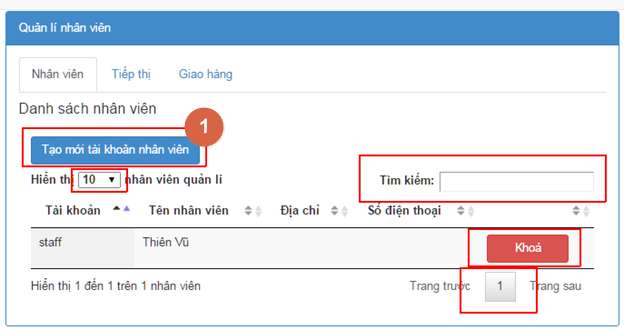 Quản lí nhân viên
Nhân viên Tiếp thị Giao hàng
Danh sách nhân viên
1
Tạo mới tài khoản nhân viên
Hiển thị 10 nhân viên quản lí Tìm kiếm:
Tài khoản Tên nhân viên Địa chỉ Số điện thoại
staff Thiên Vũ Khoá
Hiển thị 1 đến 1 trên 1 nhân viên Trang trước 1 Trang sau